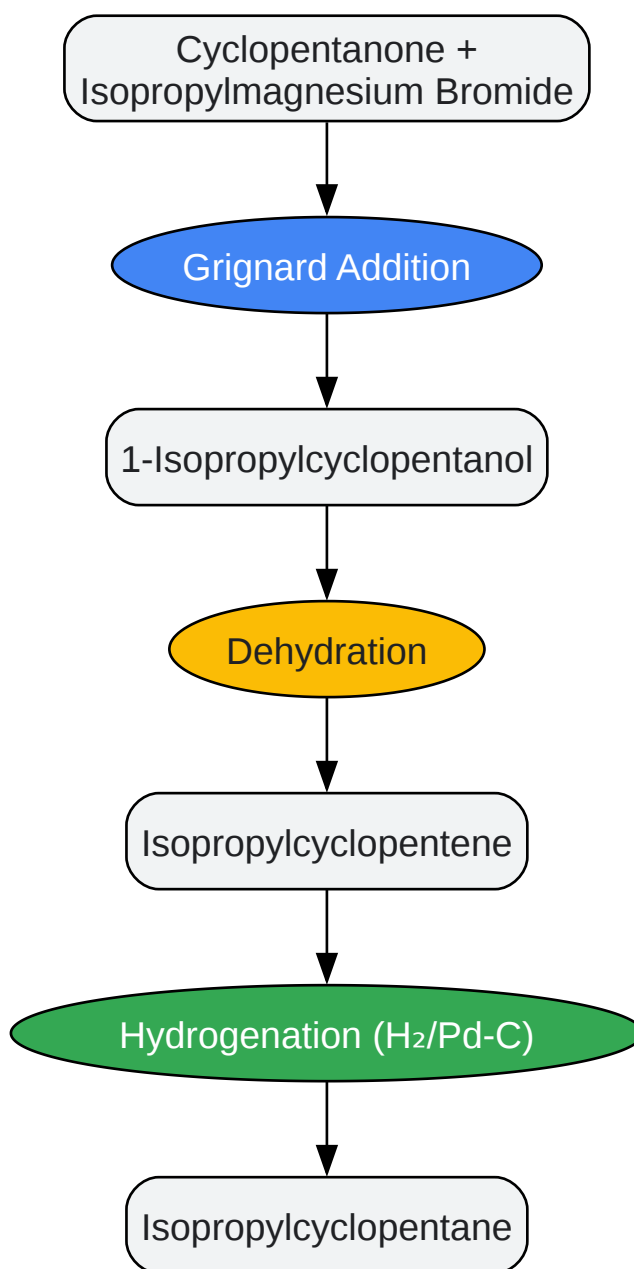 Cyclopentanone +
Isopropylmagnesium Bromide
Grignard Addition
1-Isopropylcyclopentanol
Dehydration
Isopropylcyclopentene
Hydrogenation (H₂/Pd-C)
Isopropylcyclopentane